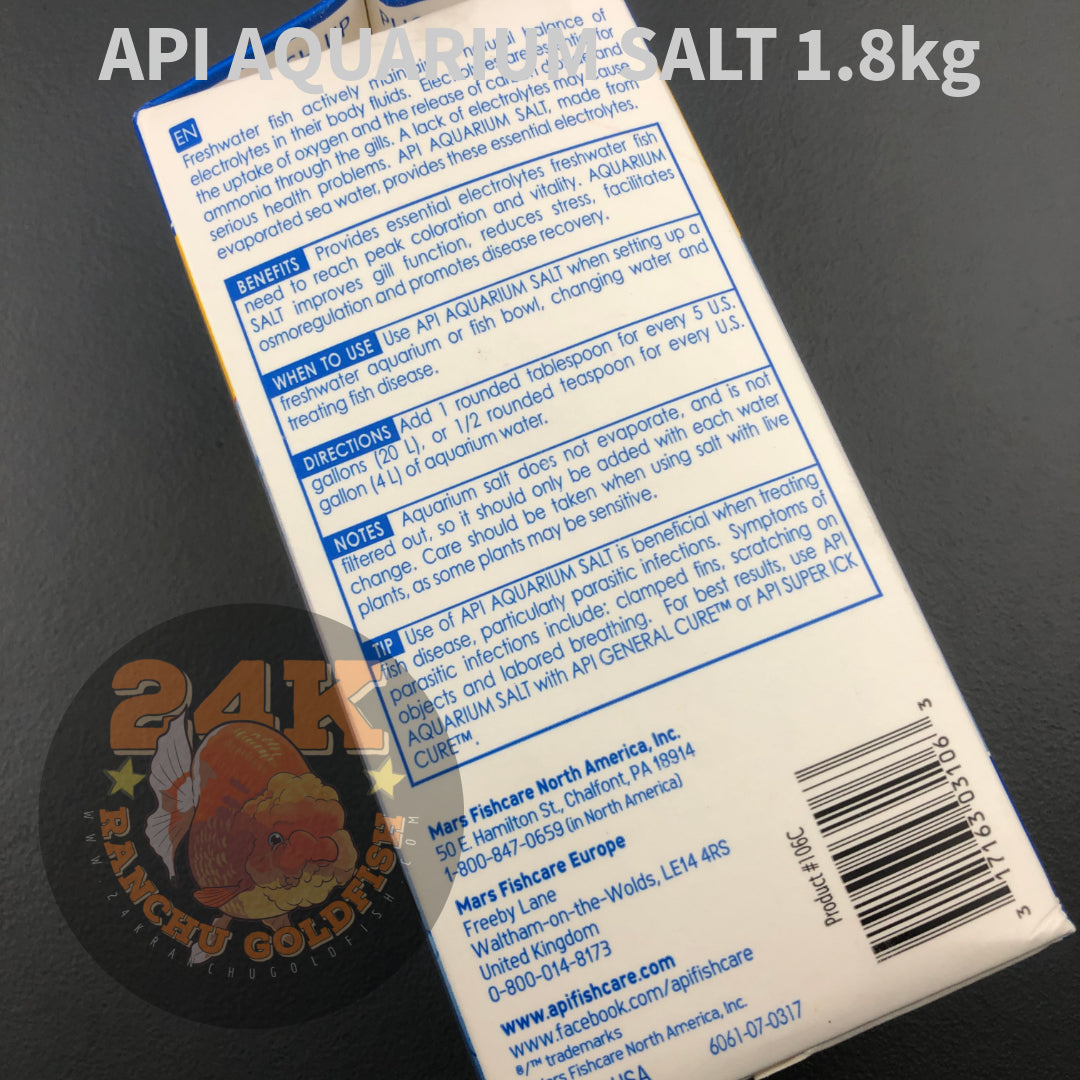 API AQUARIUM SALT 1.8kg
UP
EN
Freshwater fish actively maintain a natural balance of
electrolytes in their body fluids. Electrolytes are essential for
the uptake of oxygen and the release of carbon dioxide and
ammonia through the gills. A lack of electrolytes may cause
serious health problems. API AQUARIUM SALT, made from
evaporated sea water, provides these essential electrolytes.
BENEFITS Provides essential electrolytes freshwater fish
need to reach peak coloration and vitality. AQUARIUM
SALT improves gill function, reduces stress, facilitates
osmoregulation and promotes disease recovery.
WHEN TO USE Use API AQUARIUM SALT when setting up a
freshwater aquarium or fish bowl, changing water and
treating fish disease.
DIRECTIONS Add 1 rounded tablespoon for every 5 U.S.
gallons (20 L), or 1/2 rounded teaspoon for every U.S.
gallon (4 L) of aquarium water.
NOTES Aquarium salt does not evaporate, and is not
filtered out, so it should only be added with each water
change. Care should be taken when using salt with live
plants, as some plants may be sensitive.
TIP Use of API AQUARIUM SALT is beneficial when treating
fish disease, particularly parasitic infections. Symptoms of
parasitic infections include: clamped fins, scratching on
objects and labored breathing. For best results, use API
AQUARIUM SALT with API GENERAL CURE™ or API SUPER ICK
CURE™.
Mars Fishcare North America, Inc.
50 E. Hamilton St., Chalfont, PA 18914
1-800-847-0659 (in North America)
Mars Fishcare Europe
Freeby Lane
Waltham-on-the-Wolds, LE14 4RS
United Kingdom
0-800-014-8173
www.apifishcare.com
www.facebook.com/apifishcare
®/™ trademarks
Mars Fishcare North America, Inc.
USA
6061-07-0317
Product #106C
3 17163 03106 3
24K
RANCHU GOLDFISH
WWW.24KRANCHUGOLDFISH.COM